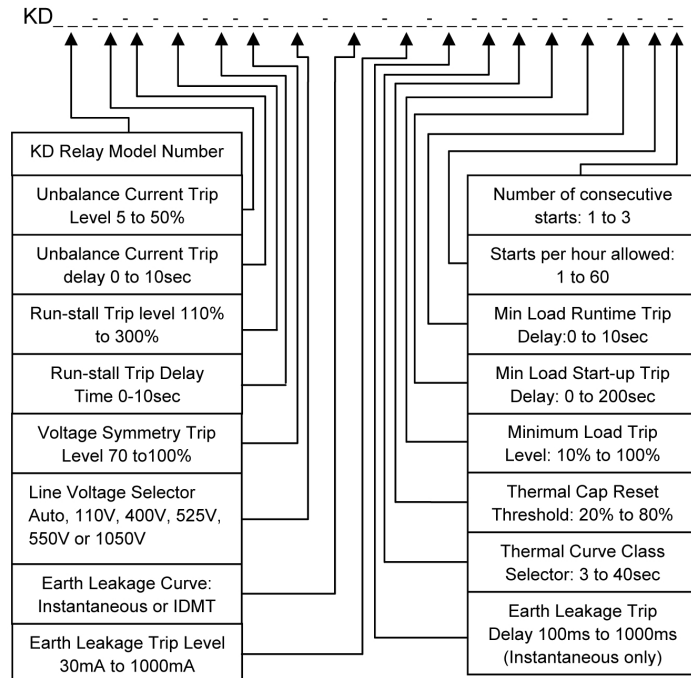 KD_ _ _ - _ _ - _ - _ _ - _ _ _ - _ - _ _ - _ _ - _ - _ - _ - _ - _ - _ -_
KD Relay Model Number
Unbalance Current Trip
Level 5 to 50%
Unbalance Current Trip
delay 0 to 10sec
Run-stall Trip level 110%
to 300%
Run-stall Trip Delay
Time 0-10sec
Voltage Symmetry Trip
Level 70 to100%
Line Voltage Selector
Auto, 110V, 400V, 525V,
550V or 1050V
Earth Leakage Curve:
Instantaneous or IDMT
Earth Leakage Trip Level
30mA to 1000mA
Number of consecutive
starts: 1 to 3
Starts per hour allowed:
1 to 60
Min Load Runtime Trip
Delay:0 to 10sec
Min Load Start-up Trip
Delay: 0 to 200sec
Minimum Load Trip
Level: 10% to 100%
Thermal Cap Reset
Threshold: 20% to 80%
Thermal Curve Class
Selector: 3 to 40sec
Earth Leakage Trip
Delay 100ms to 1000ms
(Instantaneous only)